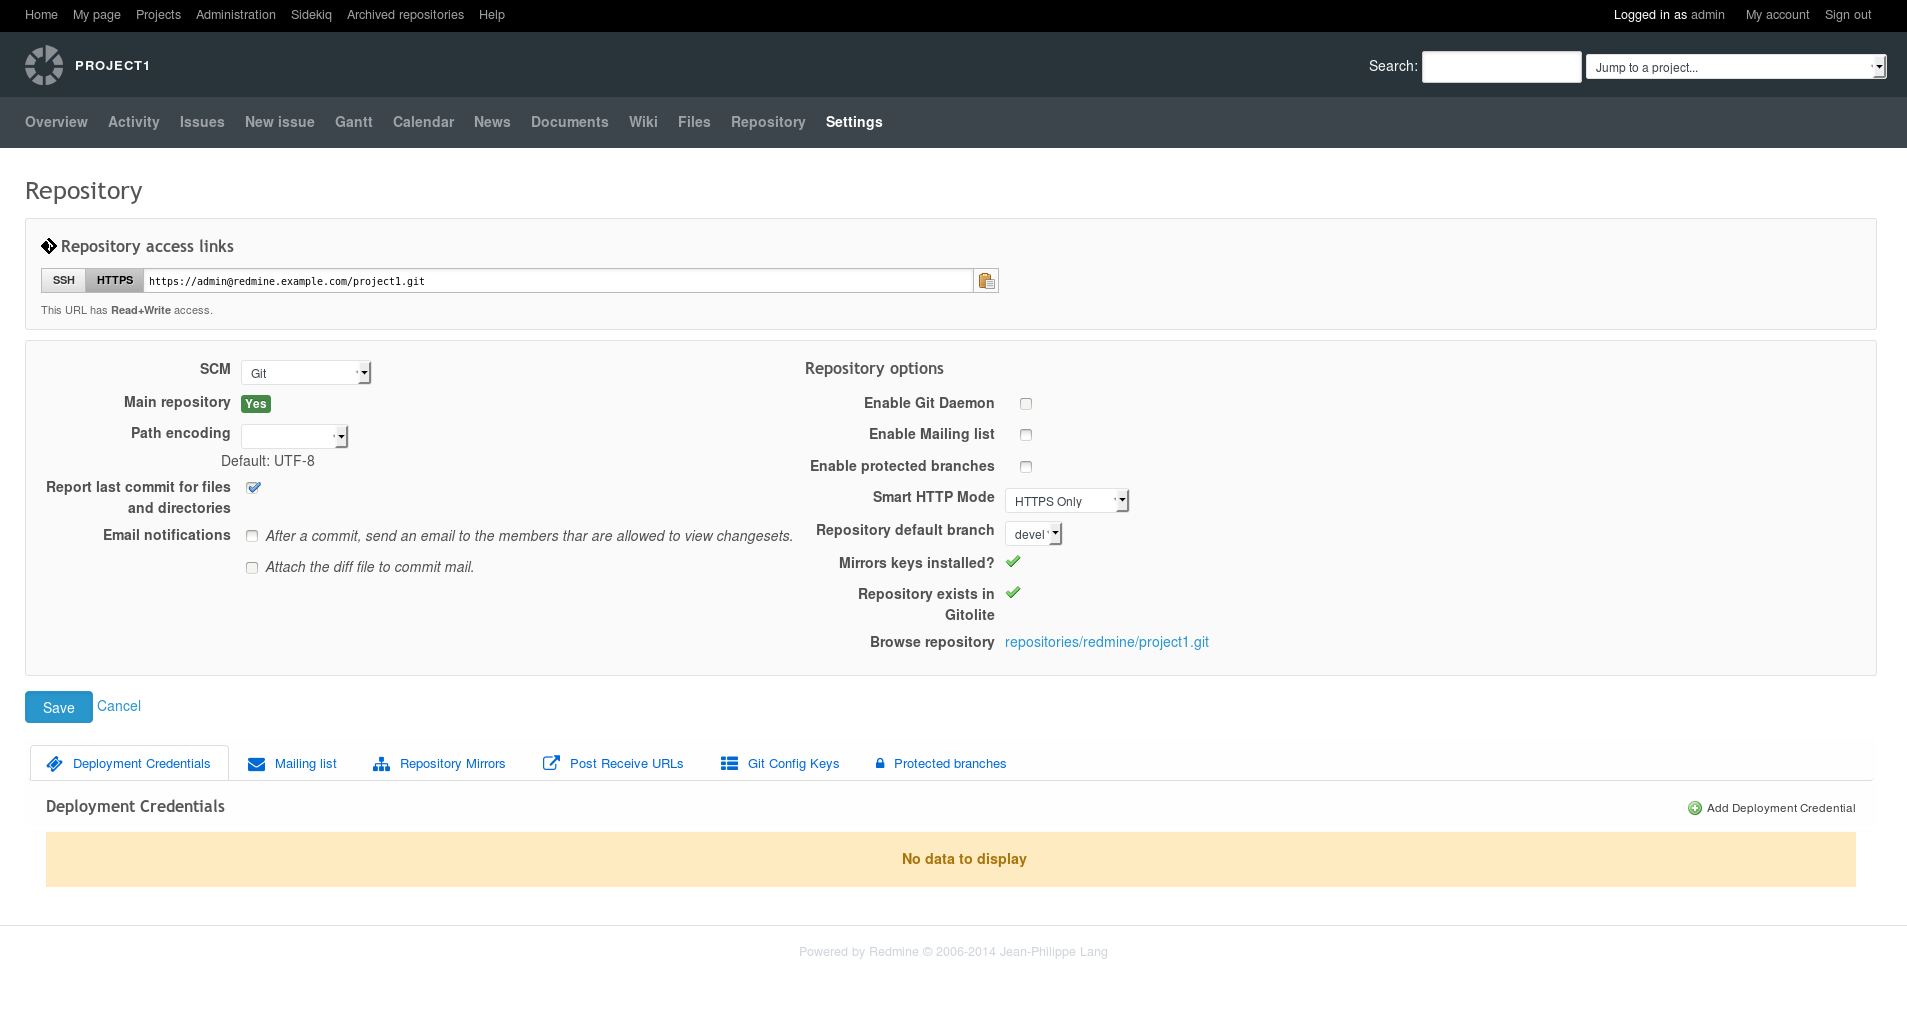 Home My page Projects Administration Sidekiq Archived repositories Help Logged in as admin My account Sign out
PROJECT1 Search: Jump to a project...
Overview Activity Issues New issue Gantt Calendar News Documents Wiki Files Repository Settings
Repository
Repository access links
SSH HTTPS https://admin@redmine.example.com/project1.git
This URL has Read+Write access.
SCM Git
Main repository Yes
Path encoding
Default: UTF-8
Report last commit for files
and directories
Email notifications After a commit, send an email to the members thar are allowed to view changesets.
Attach the diff file to commit mail.
Repository options
Enable Git Daemon
Enable Mailing list
Enable protected branches
Smart HTTP Mode HTTPS Only
Repository default branch devel
Mirrors keys installed?
Repository exists in
Gitolite
Browse repository repositories/redmine/project1.git
Save Cancel
Deployment Credentials Mailing list Repository Mirrors Post Receive URLs Git Config Keys Protected branches
Deployment Credentials Add Deployment Credential
No data to display
Powered by Redmine © 2006-2014 Jean-Philippe Lang